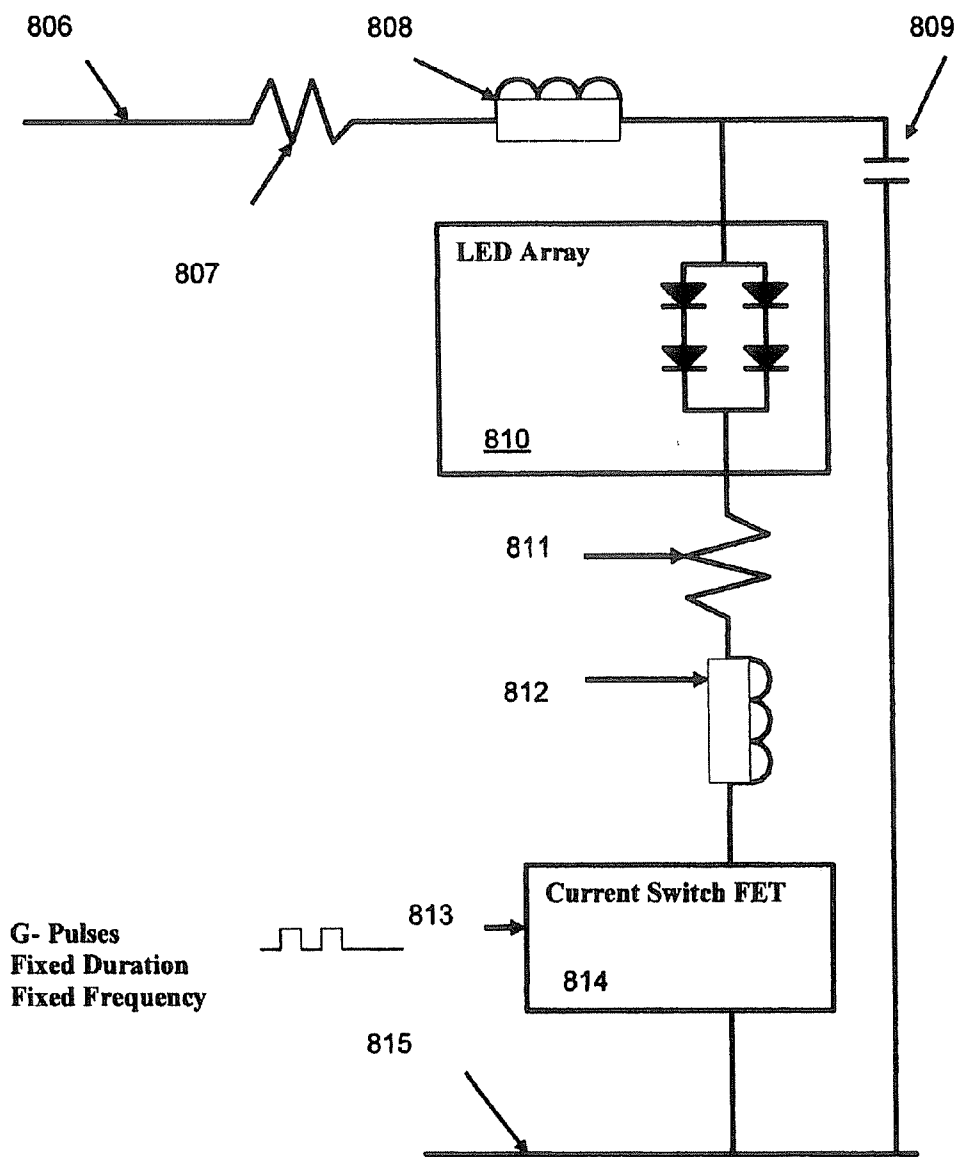 806
808
809
807
LED Array
810
811
812
Current Switch FET
813
G- Pulses
Fixed Duration
Fixed Frequency
814
815